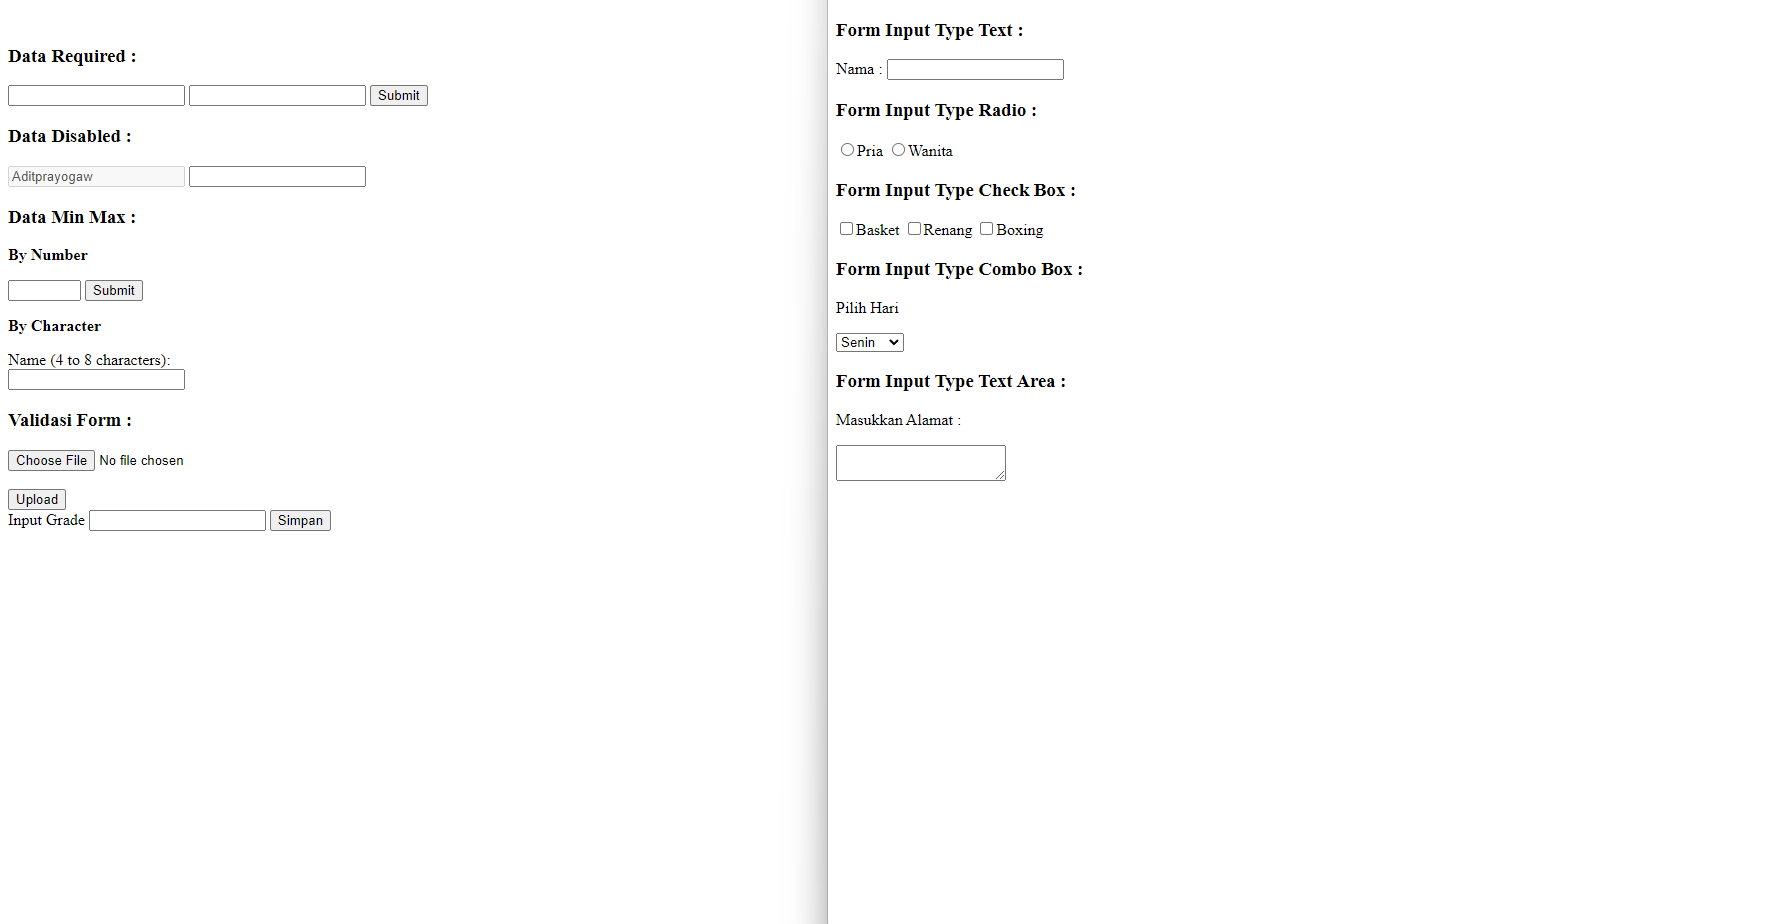 Data Required :
Submit
Data Disabled :
Aditprayogaw
Data Min Max :
By Number
Submit
By Character
Name (4 to 8 characters):
Validasi Form :
Choose File No file chosen
Upload
Input Grade Simpan
Form Input Type Text :
Nama :
Form Input Type Radio :
Pria Wanita
Form Input Type Check Box :
Basket Renang Boxing
Form Input Type Combo Box :
Pilih Hari
Senin
Form Input Type Text Area :
Masukkan Alamat :